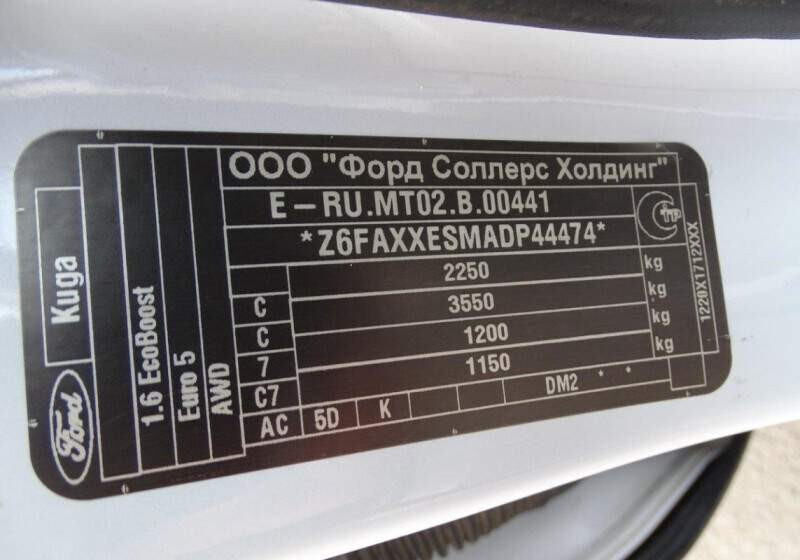 ООО "Форд Соллерс Холдинг"
E – RU.MT02.B.00441
*Z6FAXXESMADP44474*
2250 kg
C 3550 kg
C 1200 kg
7 1150 kg
C7
AC 5D K DM2 * *
Ford
Kuga
1.6 EcoBoost
Euro 5
AWD
1220X1712XXX